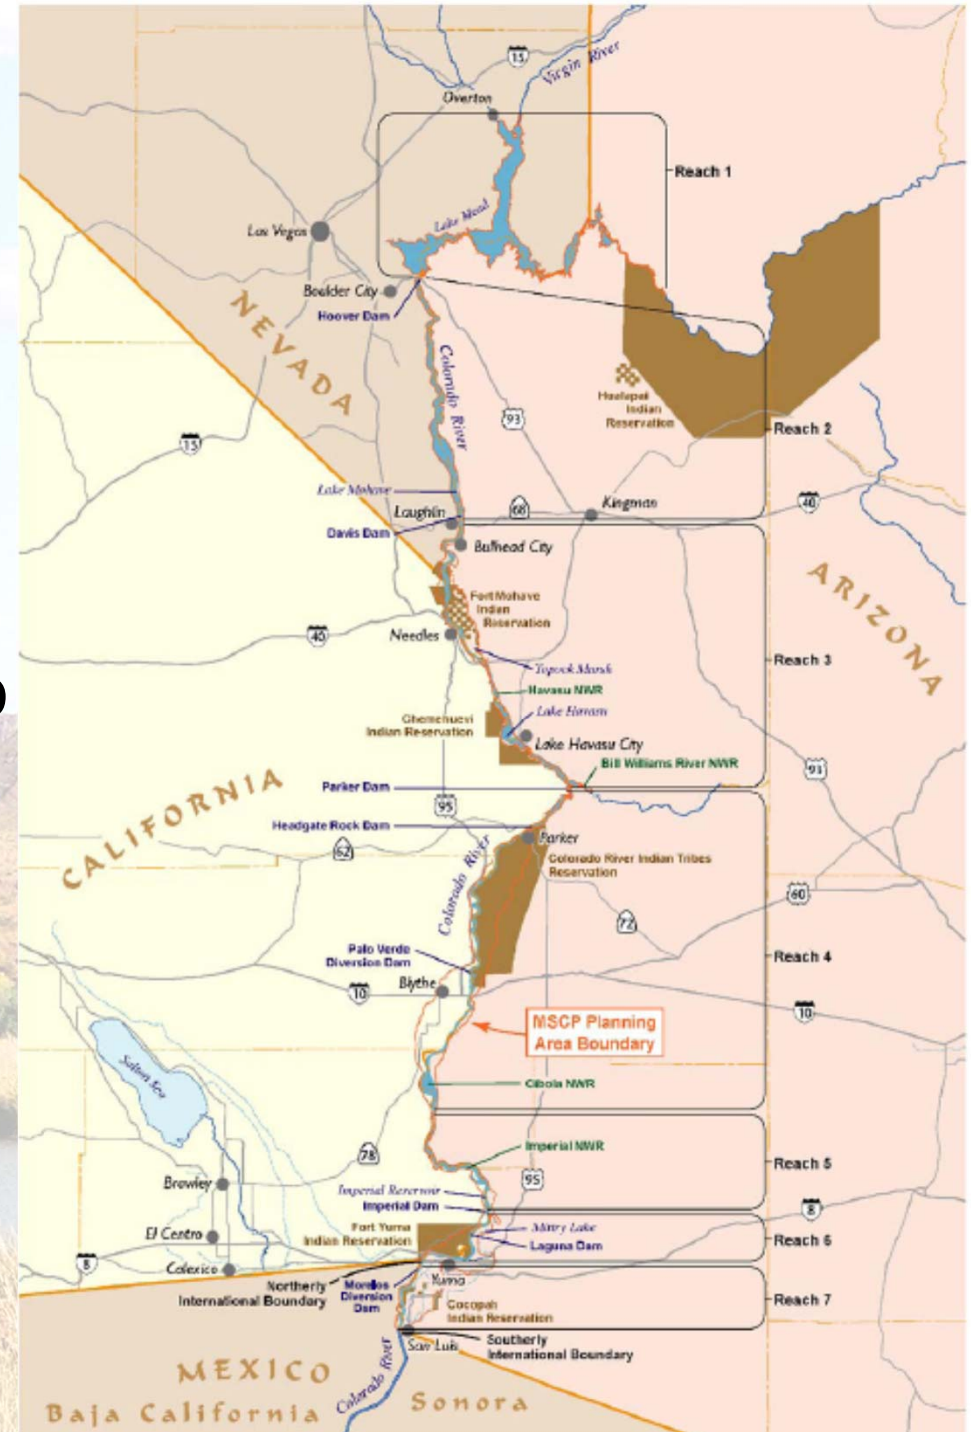 15
Virgin River
Overton
Reach 1
Lake Mead
Las Vegas
Boulder City
Hoover Dam
NEVADA
Colorado River
Hualapai
Indian
Reservation
93
Reach 2
15
Lake Mohave
Laughlin
68
Kingman
40
Davis Dam
Bullhead City
ARIZONA
Fort Mohave
Indian
Reservation
40
Needles
Reach 3
Topock Marsh
Havasu NWR
Chemehuevi
Indian Reservation
Lake Havasu
Lake Havasu City
Bill Williams River NWR
93
Parker Dam
CALIFORNIA
95
Headgate Rock Dam
Parker
62
Colorado River
Colorado River Indian Tribes
Reservation
60
72
Palo Verde
Diversion Dam
Reach 4
Blythe
10
10
MSCP Planning
Area Boundary
Salton Sea
Cibola NWR
Imperial NWR
78
Reach 5
95
Brawley
Imperial Reservoir
Imperial Dam
8
Fort Yuma
Indian Reservation
Mittry Lake
El Centro
Laguna Dam
Reach 6
8
Calexico
Northerly
International Boundary
Morelos
Diversion
Dam
Yuma
Cocopah
Indian Reservation
Reach 7
San Luis
Southerly
International Boundary
MEXICO
Colorado River
Baja California
Sonora